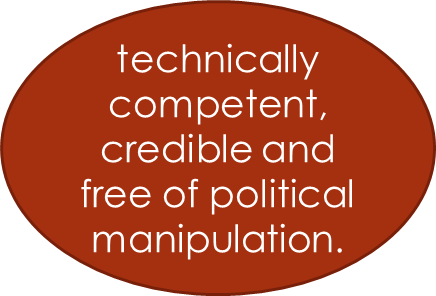 technically
competent,
credible and
free of political
manipulation.